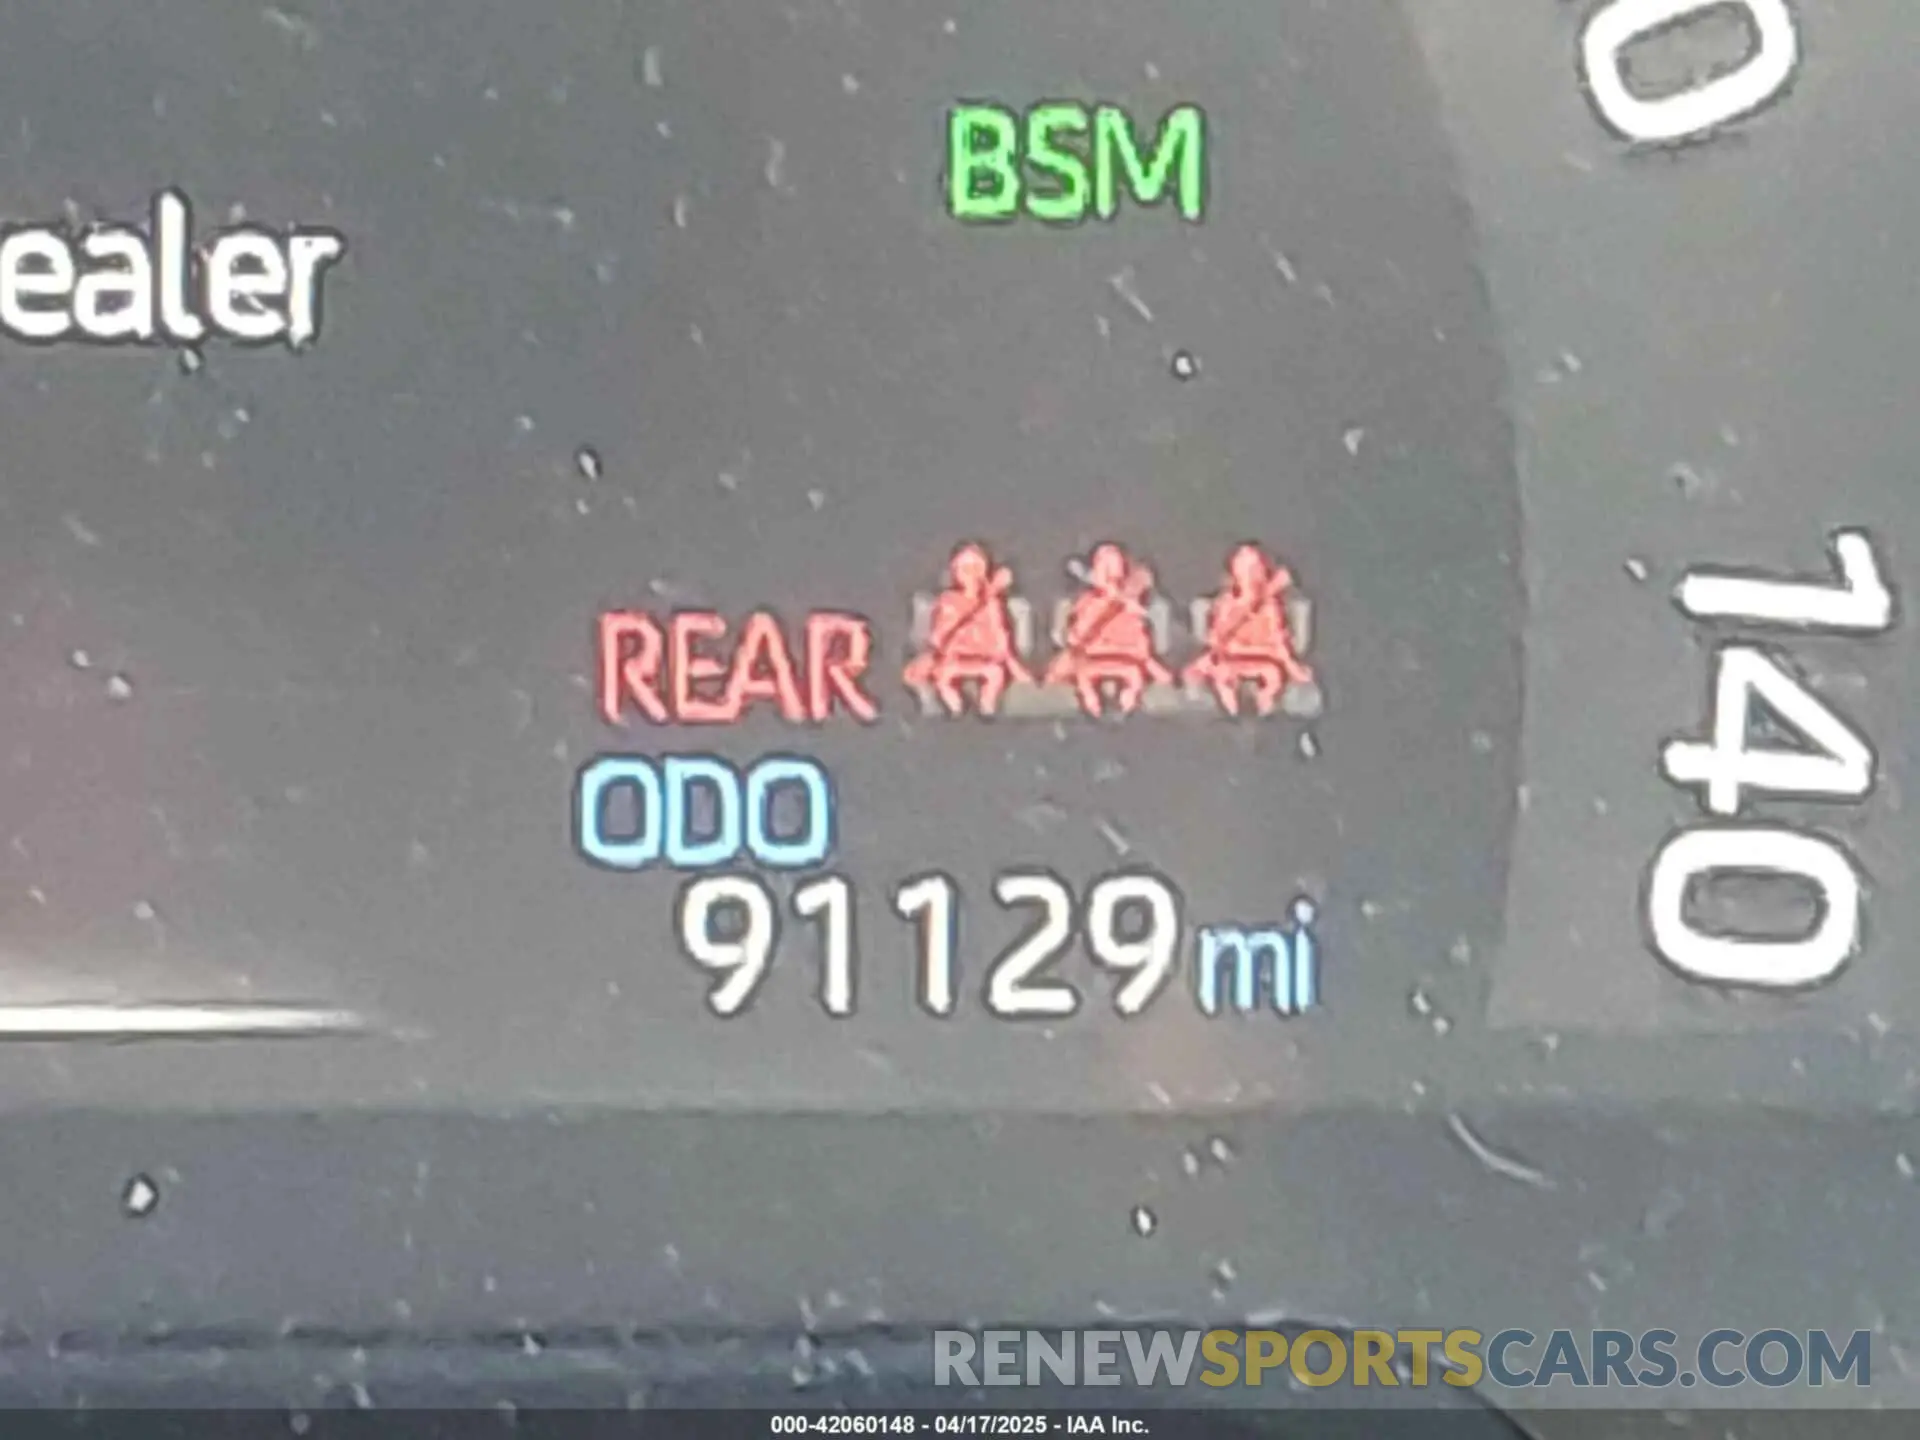 BSM
ealer
REAR
ODO
91129 mi
140
RENEWSPORTSCARS.COM
000-42060148 - 04/17/2025 - IAA Inc.